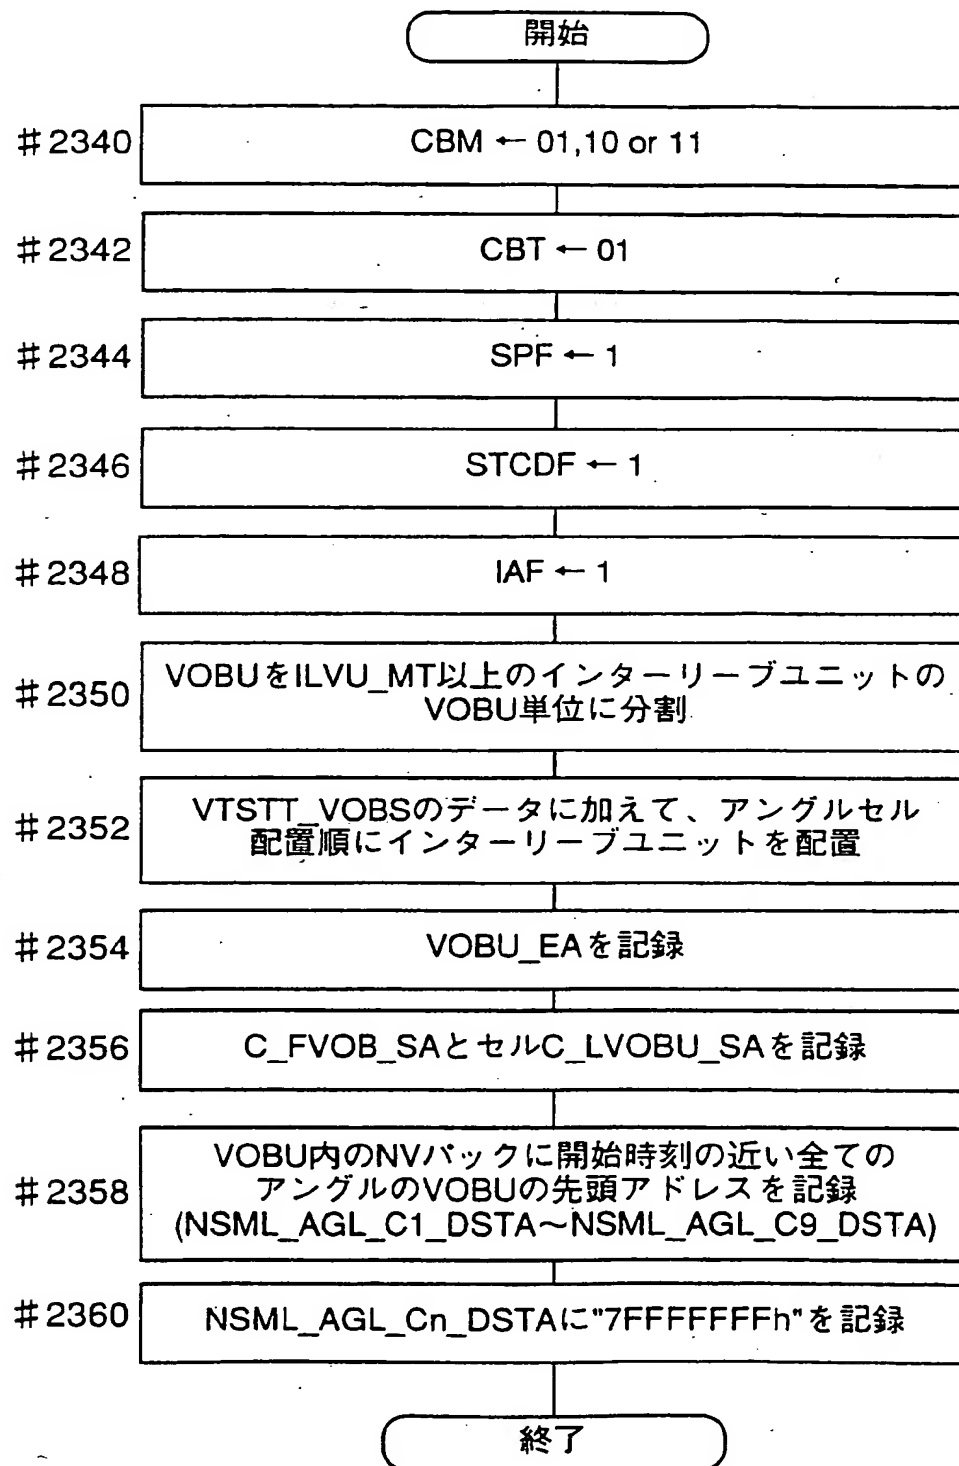 開始
#2340 CBM ← 01,10 or 11
#2342 CBT ← 01
#2344 SPF ← 1
#2346 STCDF ← 1
#2348 IAF ← 1
#2350 VOBUをILVU_MT以上のインターリーブユニットの
VOBU単位に分割
#2352 VTSTT_VOBSのデータに加えて、アングルセル
配置順にインターリーブユニットを配置
#2354 VOBU_EAを記録
#2356 C_FVOB_SAとセルC_LVOBU_SAを記録
#2358 VOBU内のNVパックに開始時刻の近い全ての
アングルのVOBUの先頭アドレスを記録
(NSML_AGL_C1_DSTA~NSML_AGL_C9_DSTA)
#2360 NSML_AGL_Cn_DSTAに"7FFFFFFFh"を記録
終了